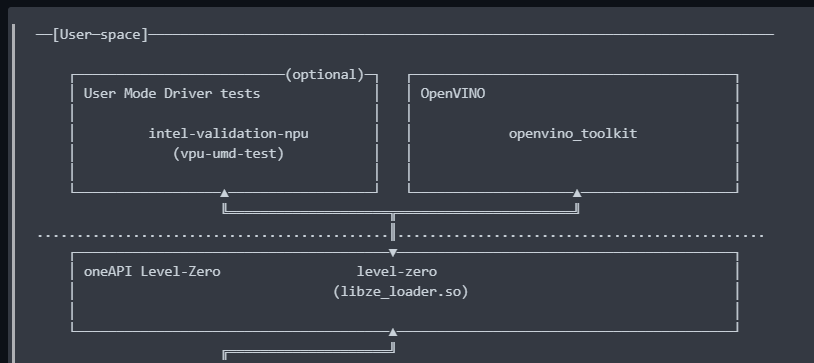 [User-space]
(optional)
User Mode Driver tests
OpenVINO
intel-validation-npu
openvino_toolkit
(vpu-umd-test)
oneAPI Level-Zero
level-zero
(libze_loader.so)